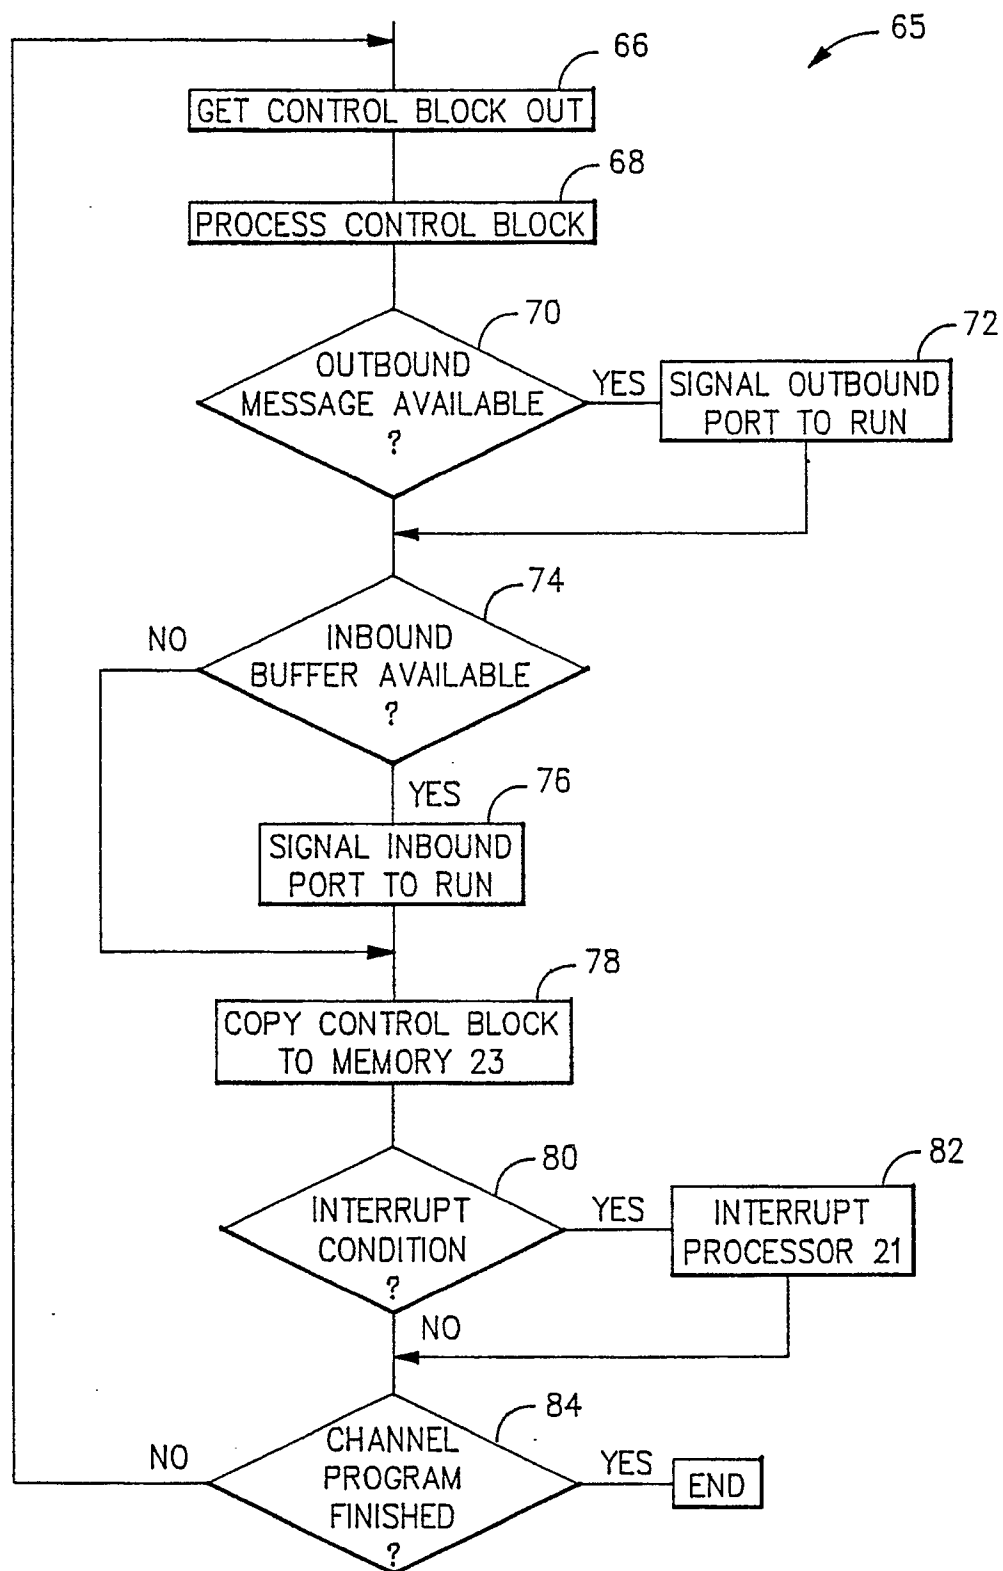 65
66
GET CONTROL BLOCK OUT
68
PROCESS CONTROL BLOCK
70
OUTBOUND
MESSAGE AVAILABLE
?
YES
72
SIGNAL OUTBOUND
PORT TO RUN
74
NO
INBOUND
BUFFER AVAILABLE
?
YES
76
SIGNAL INBOUND
PORT TO RUN
78
COPY CONTROL BLOCK
TO MEMORY 23
80
INTERRUPT
CONDITION
?
YES
82
INTERRUPT
PROCESSOR 21
NO
84
NO
CHANNEL
PROGRAM
FINISHED
?
YES
END